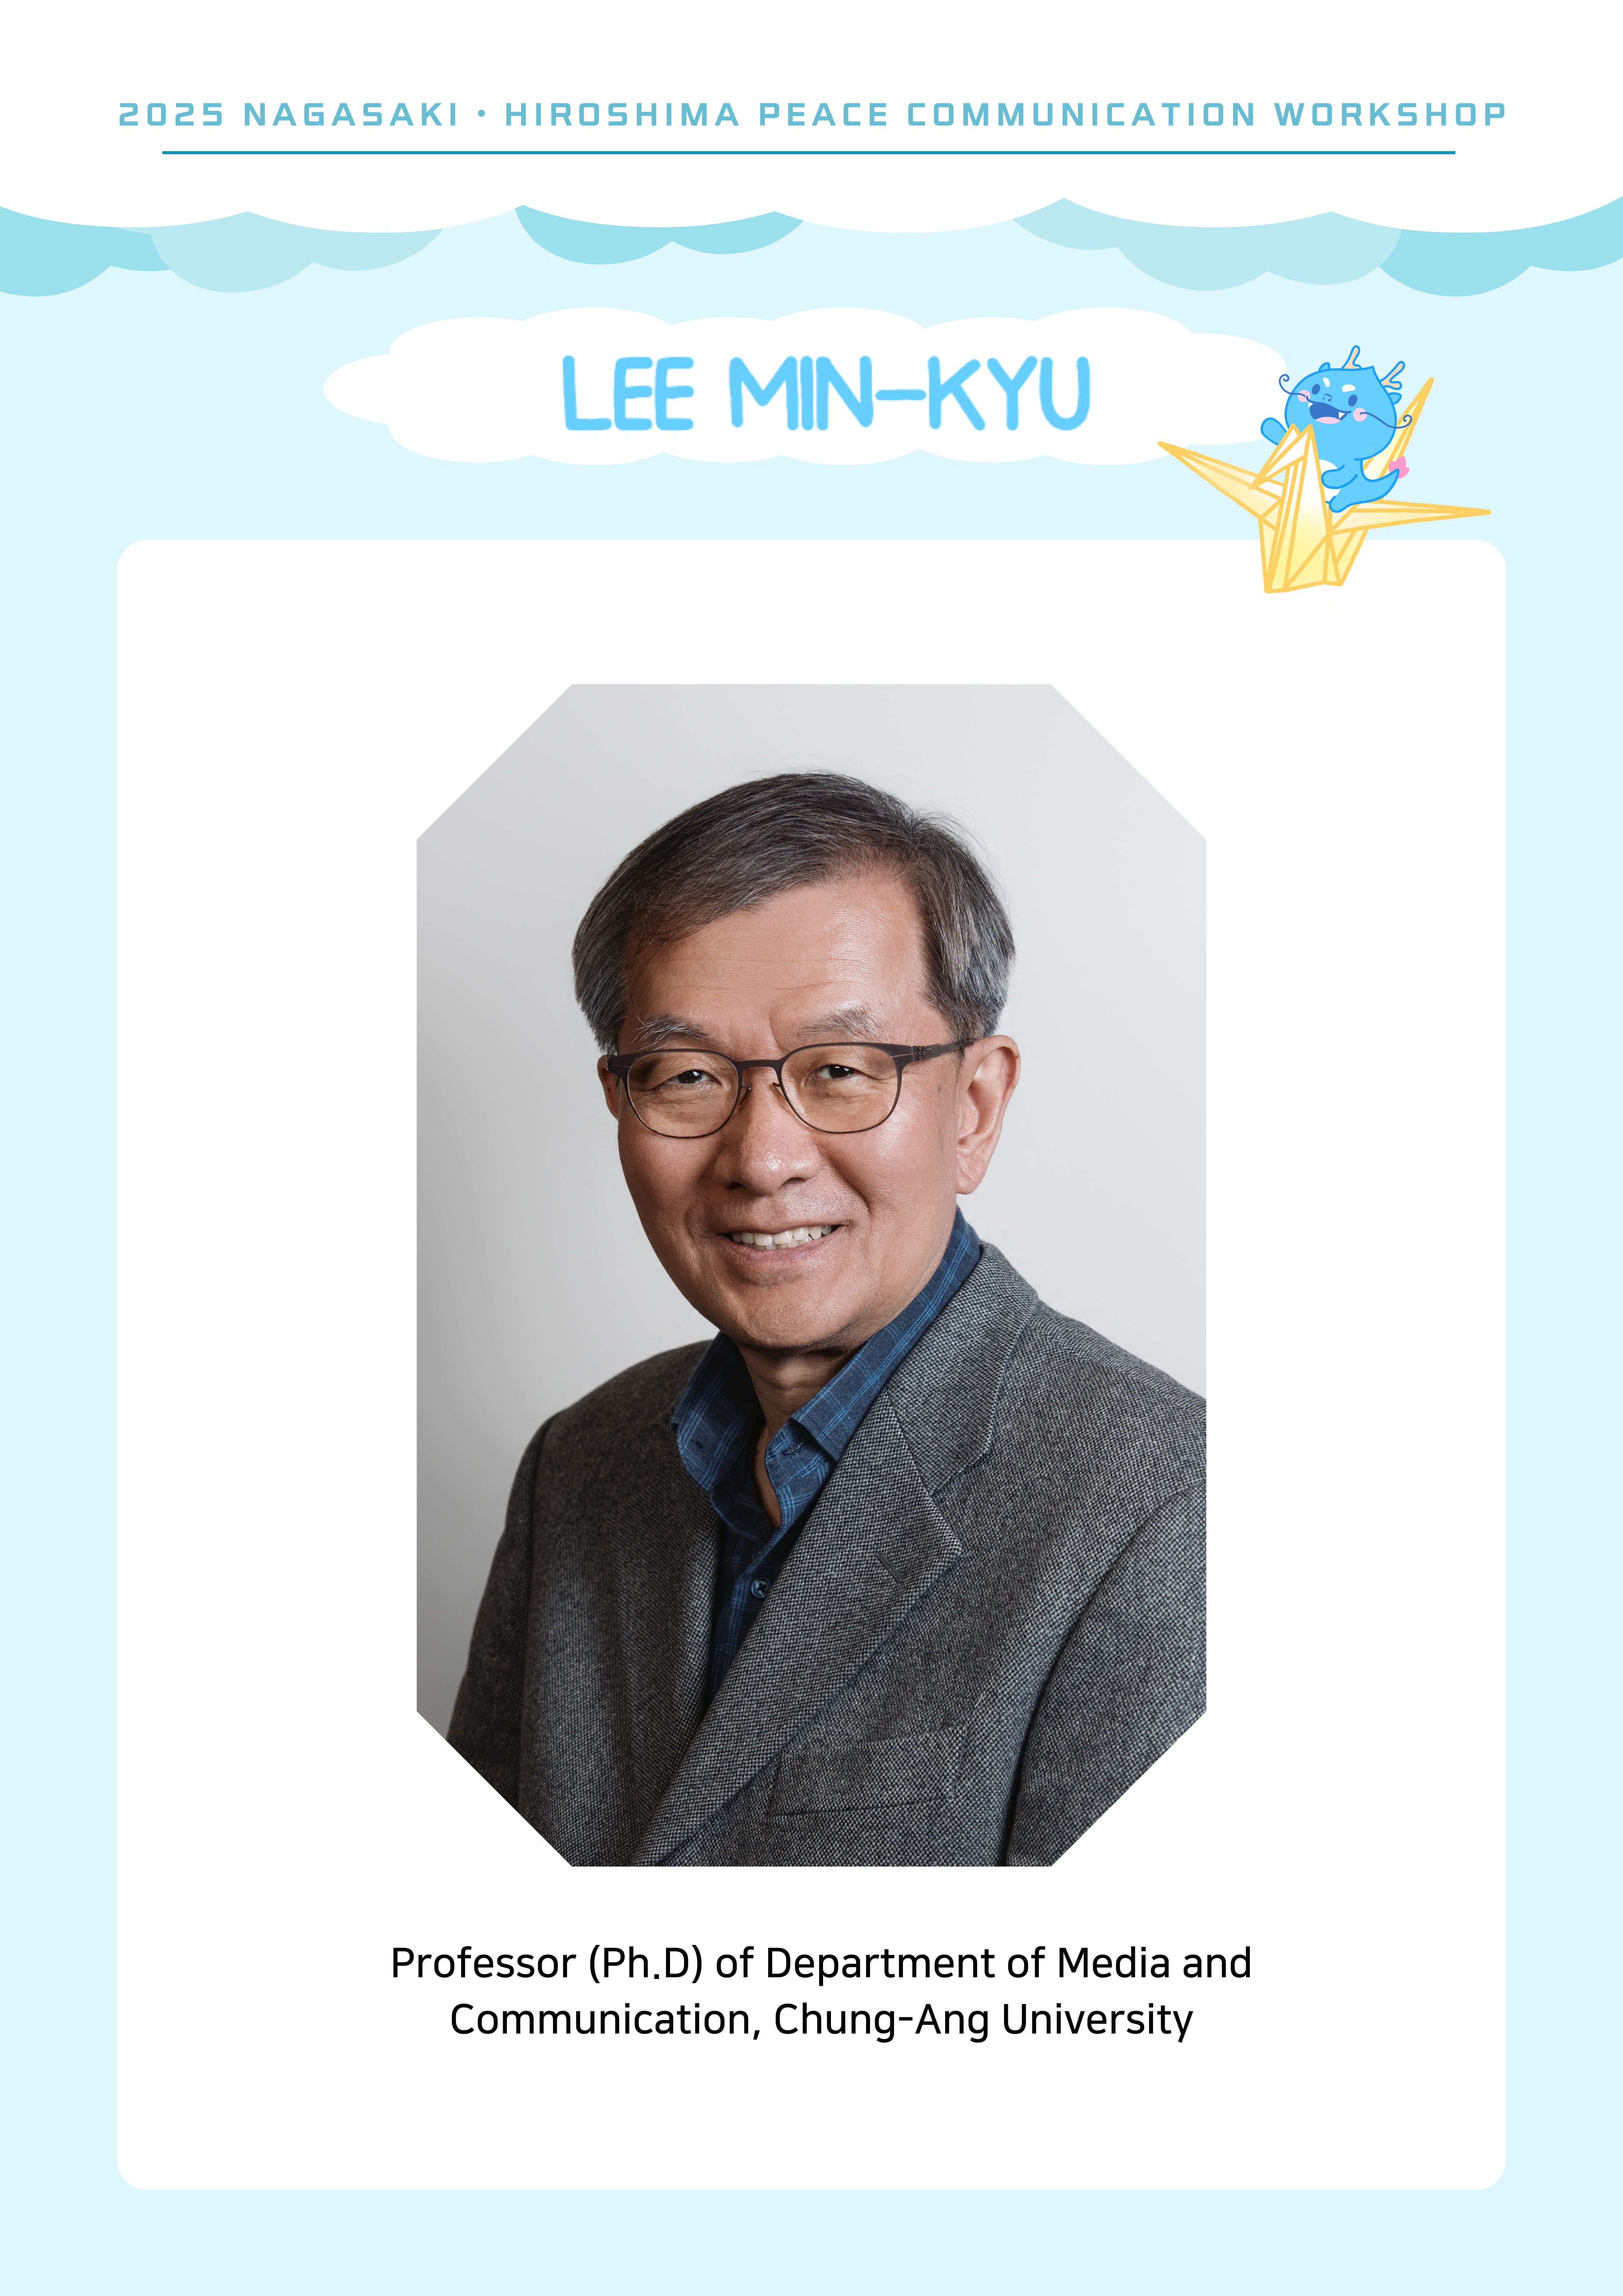 2025 NAGASAKI • HIROSHIMA PEACE COMMUNICATION WORKSHOP
LEE MIN-KYU
Professor (Ph.D) of Department of Media and
Communication, Chung-Ang University